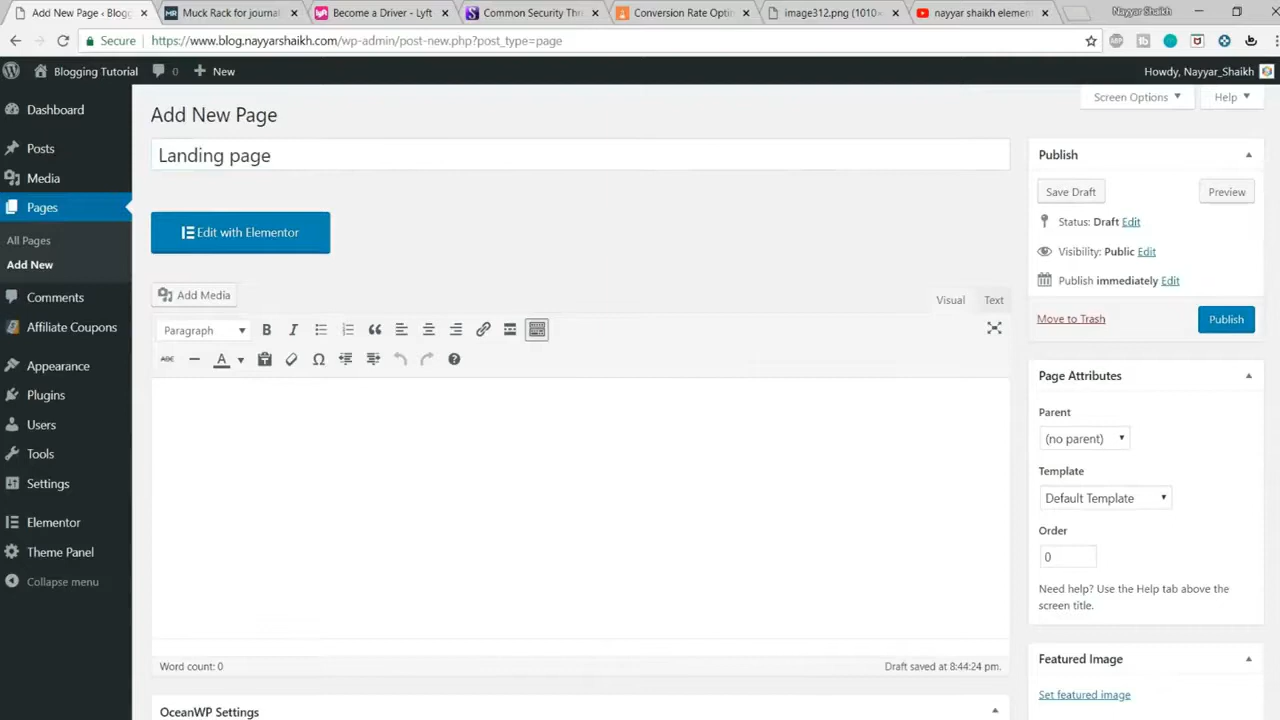 Add New Page ‹ Blogg
Muck Rack for journal
Become a Driver - Lyft
Common Security Thr
Conversion Rate Optin
image312.png (1010×
nayyar shaikh elemen
Nayyar Shaikh
Secure
https://www.blog.nayyarshaikh.com/wp-admin/post-new.php?post_type=page
ABP
Blogging Tutorial
0
New
Howdy, Nayyar_Shaikh
Screen Options
Help
Dashboard
Posts
Media
Pages
All Pages
Add New
Comments
Affiliate Coupons
Appearance
Plugins
Users
Tools
Settings
Elementor
Theme Panel
Collapse menu
Add New Page
Landing page
Edit with Elementor
Add Media
Visual
Text
Paragraph
B
I
ABC
A
Ω
Word count: 0
Draft saved at 8:44:24 pm.
OceanWP Settings
Publish
Save Draft
Preview
Status: Draft Edit
Visibility: Public Edit
Publish immediately Edit
Move to Trash
Publish
Page Attributes
Parent
(no parent)
Template
Default Template
Order
0
Need help? Use the Help tab above the
screen title.
Featured Image
Set featured image